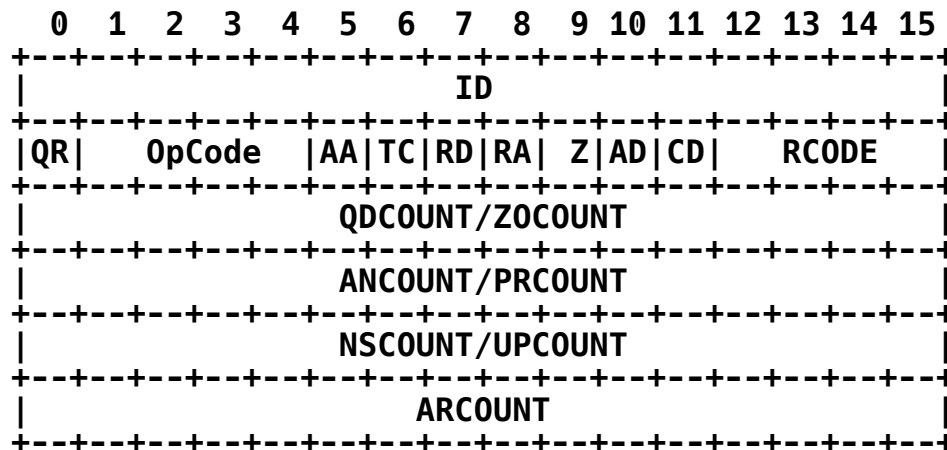 0  1  2  3  4  5  6  7  8  9 10 11 12 13 14 15
+--+--+--+--+--+--+--+--+--+--+--+--+--+--+--+--+
|                      ID                       |
+--+--+--+--+--+--+--+--+--+--+--+--+--+--+--+--+
|QR|   OpCode  |AA|TC|RD|RA| Z|AD|CD|   RCODE   |
+--+--+--+--+--+--+--+--+--+--+--+--+--+--+--+--+
|                QDCOUNT/ZOCOUNT                |
+--+--+--+--+--+--+--+--+--+--+--+--+--+--+--+--+
|                ANCOUNT/PRCOUNT                |
+--+--+--+--+--+--+--+--+--+--+--+--+--+--+--+--+
|                NSCOUNT/UPCOUNT                |
+--+--+--+--+--+--+--+--+--+--+--+--+--+--+--+--+
|                    ARCOUNT                    |
+--+--+--+--+--+--+--+--+--+--+--+--+--+--+--+--+